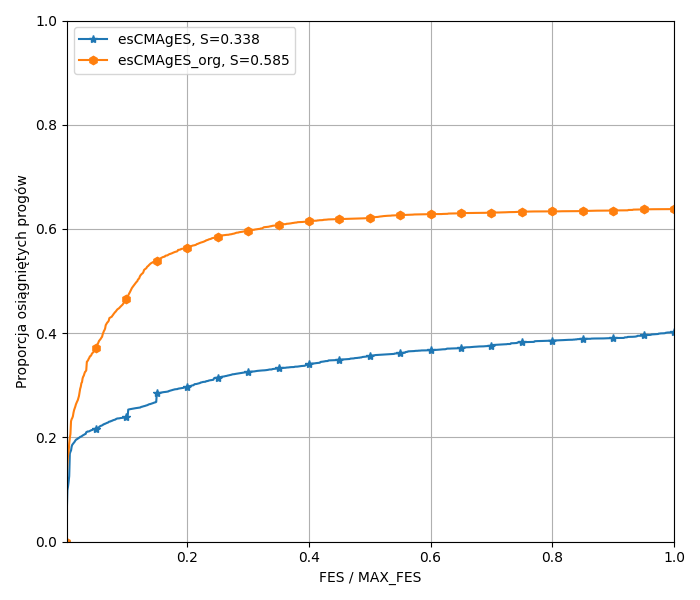 esCMAgES, S=0.338
esCMAgES_org, S=0.585
1.0
0.8
0.6
0.4
0.2
0.0
Proporcja osiągniętych progów
0.2 0.4 0.6 0.8 1.0
FES / MAX_FES